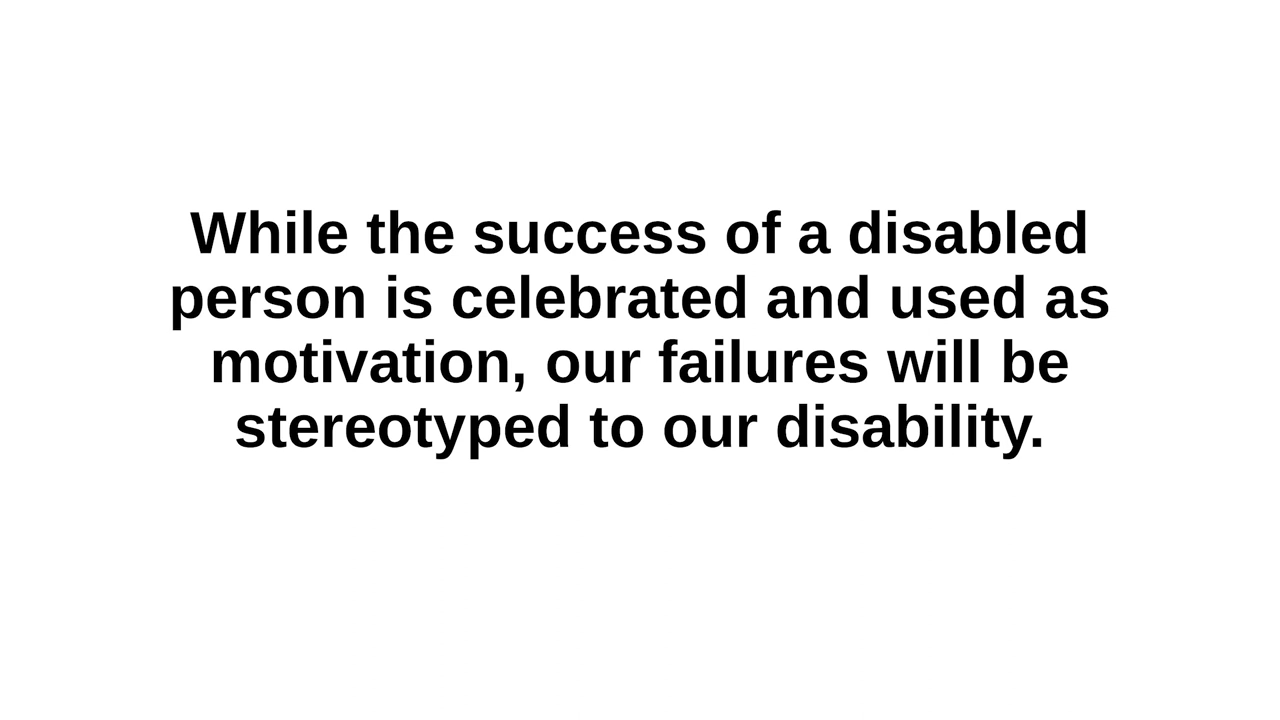 While the success of a disabled
person is celebrated and used as
motivation, our failures will be
stereotyped to our disability.